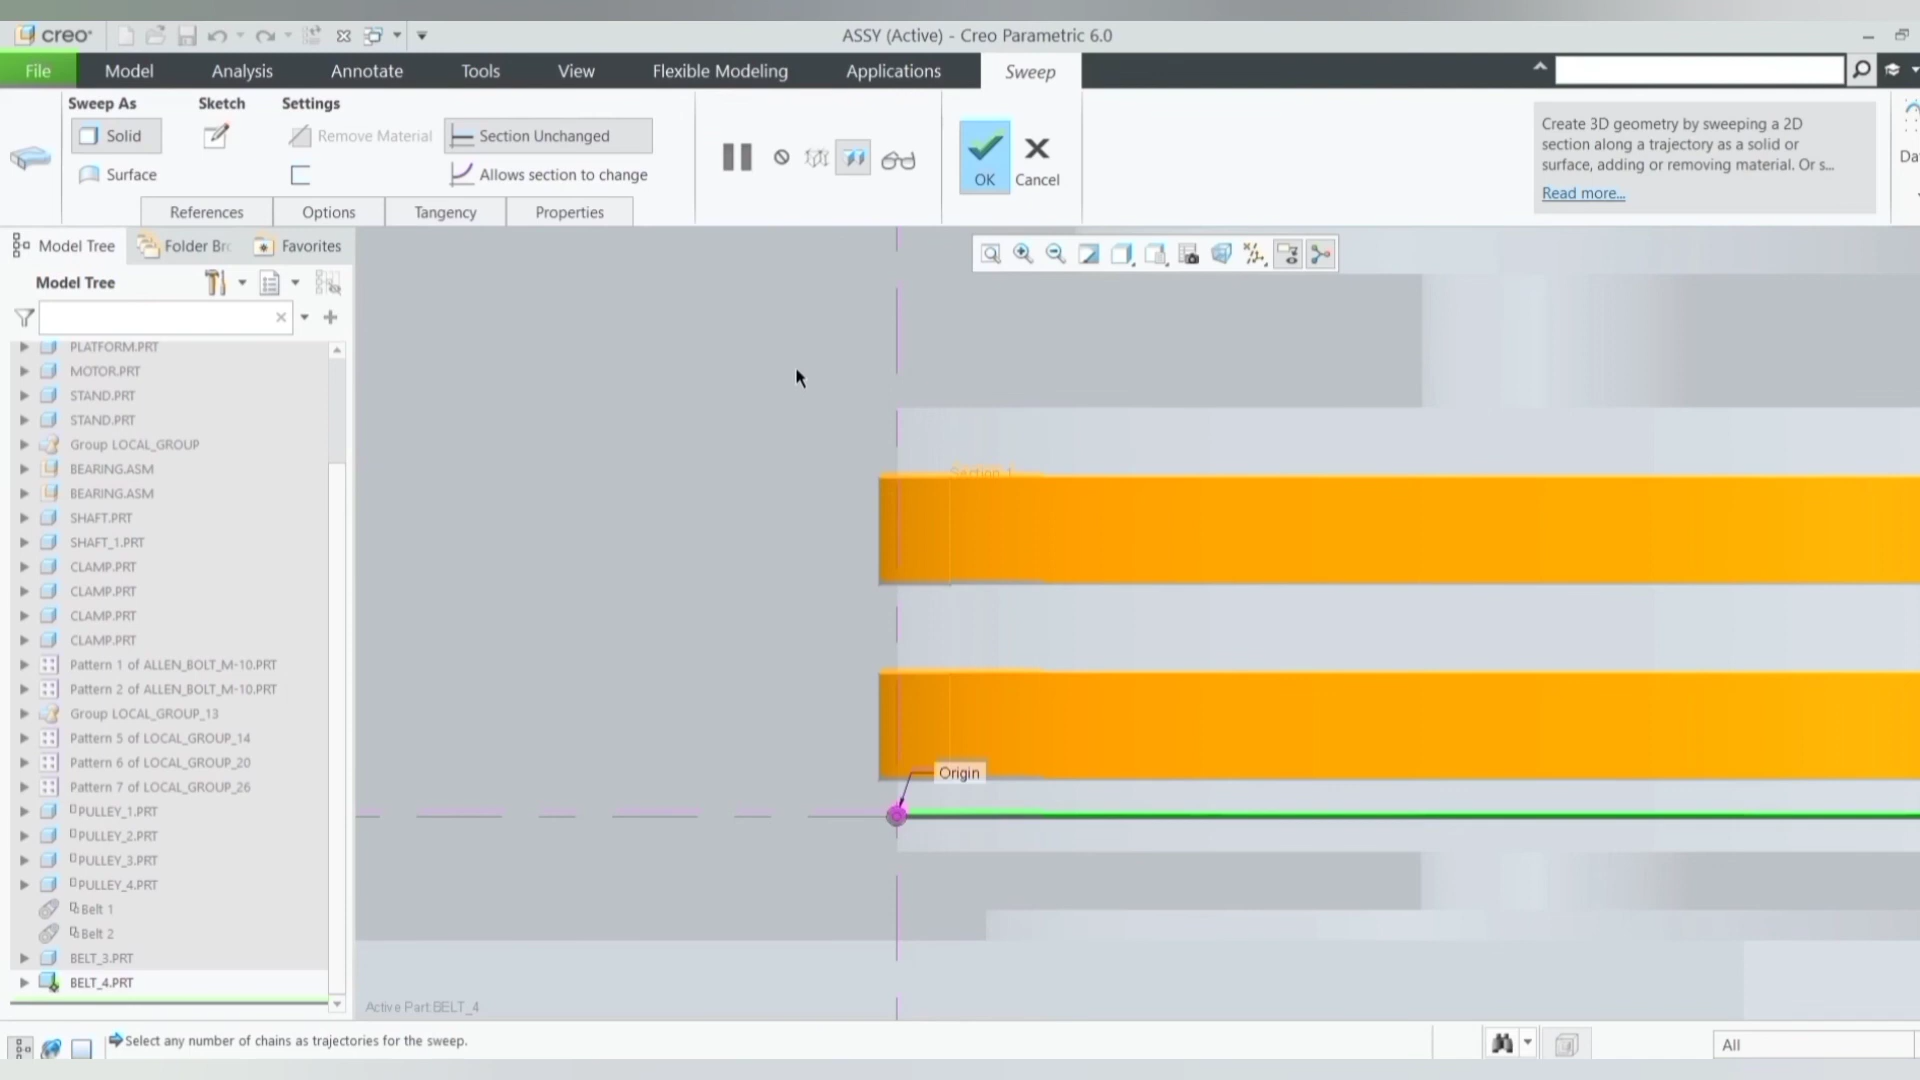 creo
ASSY (Active) - Creo Parametric 6.0
File Model Analysis Annotate Tools View Flexible Modeling Applications Sweep
Sweep As Sketch Settings
Solid Remove Material Section Unchanged
Surface Allows section to change
OK Cancel
References Options Tangency Properties
Create 3D geometry by sweeping a 2D
section along a trajectory as a solid or
surface, adding or removing material. Or s...
Read more...
Da
Model Tree Folder Br Favorites
Model Tree
PLATFORM.PRT
MOTOR.PRT
STAND.PRT
STAND.PRT
Group LOCAL_GROUP
BEARING.ASM
BEARING.ASM
SHAFT.PRT
SHAFT_1.PRT
CLAMP.PRT
CLAMP.PRT
CLAMP.PRT
CLAMP.PRT
Pattern 1 of ALLEN_BOLT_M-10.PRT
Pattern 2 of ALLEN_BOLT_M-10.PRT
Group LOCAL_GROUP_13
Pattern 5 of LOCAL_GROUP_14
Pattern 6 of LOCAL_GROUP_20
Pattern 7 of LOCAL_GROUP_26
PULLEY_1.PRT
PULLEY_2.PRT
PULLEY_3.PRT
PULLEY_4.PRT
Belt 1
Belt 2
BELT_3.PRT
BELT_4.PRT
Section 1
Origin
Active Part:BELT_4
Select any number of chains as trajectories for the sweep.
All